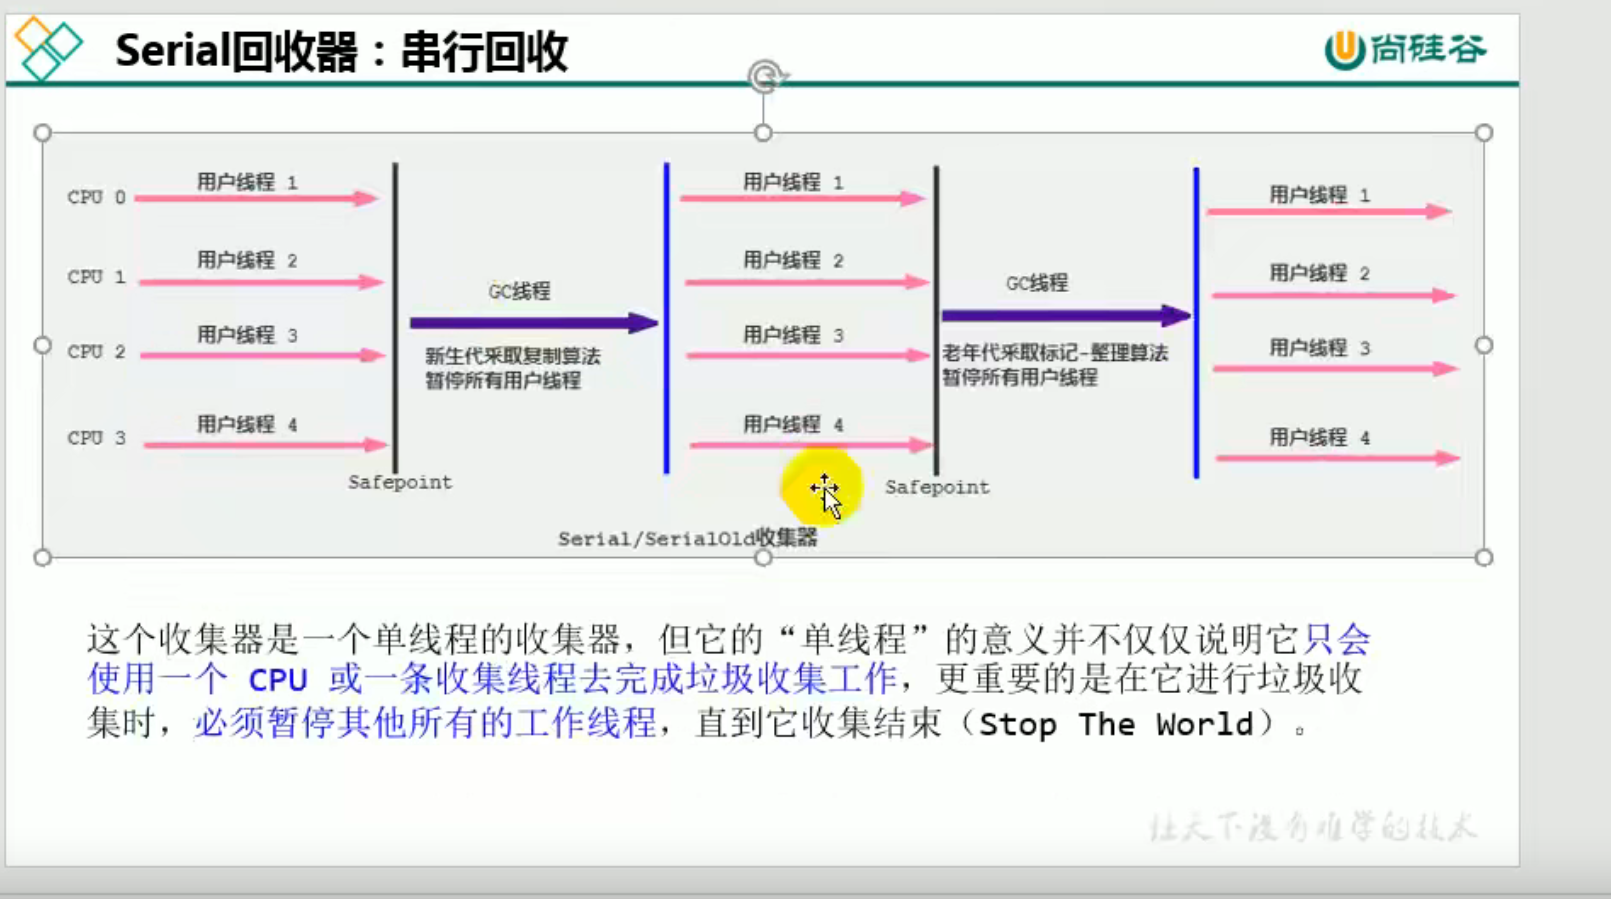 Serial回收器：串行回收
尚硅谷
用户线程 1
用户线程 1
用户线程 1
CPU 0
用户线程 2
用户线程 2
用户线程 2
CPU 1
GC线程
GC线程
用户线程 3
用户线程 3
用户线程 3
CPU 2
新生代采取复制算法
暂停所有用户线程
老年代采取标记-整理算法
暂停所有用户线程
用户线程 4
用户线程 4
用户线程 4
CPU 3
Safepoint
Safepoint
Serial/SerialOld收集器
这个收集器是一个单线程的收集器，但它的“单线程”的意义并不仅仅说明它只会
使用一个 CPU 或一条收集线程去完成垃圾收集工作，更重要的是在它进行垃圾收
集时，必须暂停其他所有的工作线程，直到它收集结束（Stop The World）。
让天下没有难学的技术